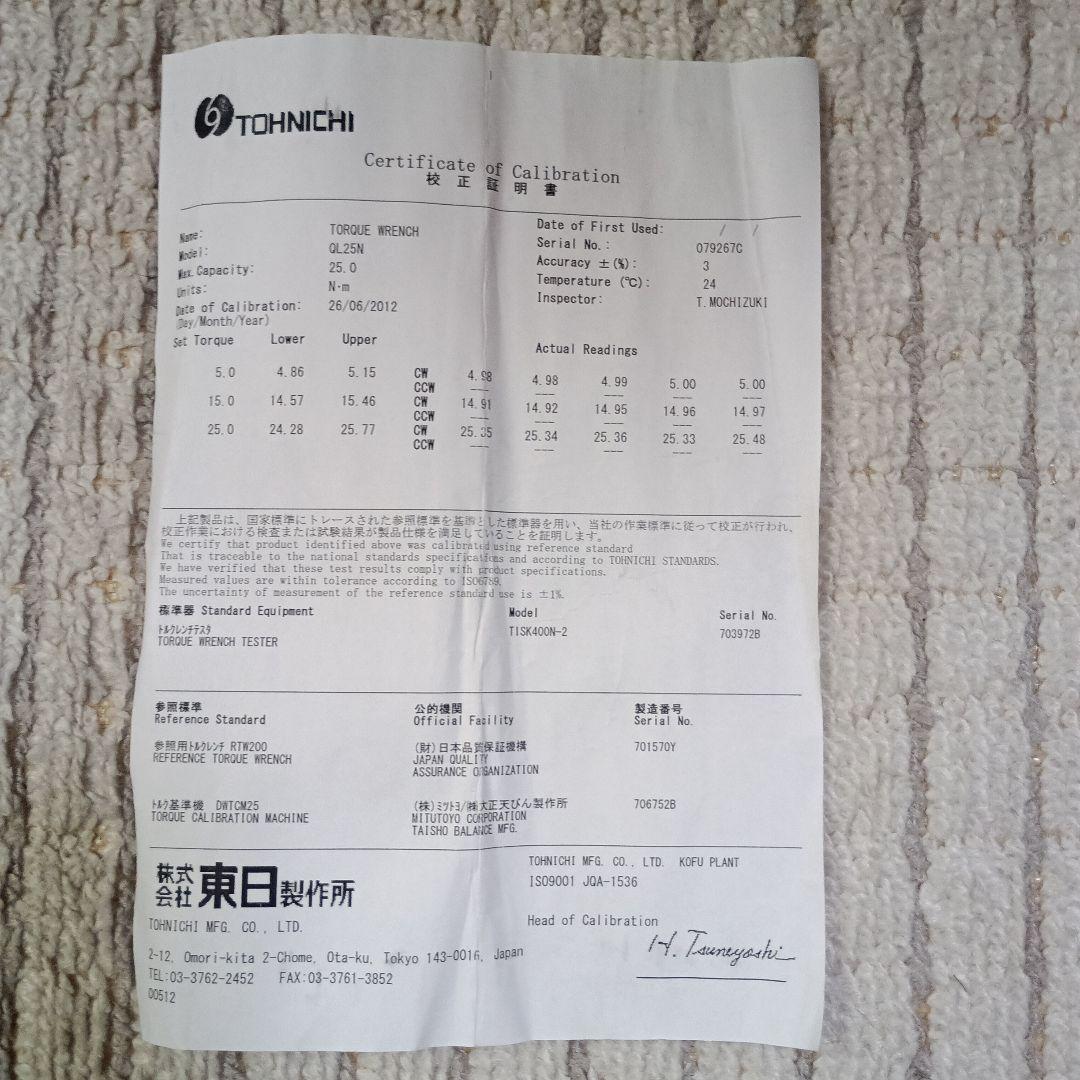 TOHNICHI
Certificate of Calibration
校正証明書
Name: TORQUE WRENCH
Model: QL25N
Max. Capacity: 25.0
Units: N·m
Date of Calibration: 26/06/2012
(Day/Month/Year)
Date of First Used: / /
Serial No.: 079267C
Accuracy ±(%): 3
Temperature (℃): 24
Inspector: T.MOCHIZUKI
Set Torque Lower Upper Actual Readings
5.0 4.86 5.15 CW 4.98 4.98 4.99 5.00 5.00
CCW --- --- --- --- ---
15.0 14.57 15.46 CW 14.91 14.92 14.95 14.96 14.97
CCW --- --- --- --- ---
25.0 24.28 25.77 CW 25.35 25.34 25.36 25.33 25.48
CCW --- --- --- --- ---
上記製品は、国家標準にトレースされた参照標準を基準とした標準器を用い、当社の作業標準に従って校正が行われ、
校正作業における検査または試験結果が製品仕様を満足していることを証明します。
We certify that product identified above was calibrated using reference standard
That is traceable to the national standards specifications and according to TOHNICHI STANDARDS.
We have verified that these test results comply with product specifications.
Measured values are within tolerance according to ISO6789.
The uncertainty of measurement of the reference standard use is ±1%.
標準器 Standard Equipment Model Serial No.
ﾄﾙｸﾚﾝﾁﾃｽﾀ TISK400N-2 703972B
TORQUE WRENCH TESTER
参照標準 公的機関 製造番号
Reference Standard Official Facility Serial No.
参照用ﾄﾙｸﾚﾝﾁ RTW200 (財)日本品質保証機構 701570Y
REFERENCE TORQUE WRENCH JAPAN QUALITY
ASSURANCE ORGANIZATION
ﾄﾙｸ基準機 DWTCM25 (株)ﾐﾂﾄﾖ/㈱大正天びん製作所 706752B
TORQUE CALIBRATION MACHINE MITUTOYO CORPORATION
TAISHO BALANCE MFG.
株式会社 東日製作所
TOHNICHI MFG. CO., LTD.
2-12, Omori-kita 2-Chome, Ota-ku, Tokyo 143-0016, Japan
TEL:03-3762-2452 FAX:03-3761-3852
00512
TOHNICHI MFG. CO., LTD. KOFU PLANT
ISO9001 JQA-1536
Head of Calibration
H. Tsuneyoshi